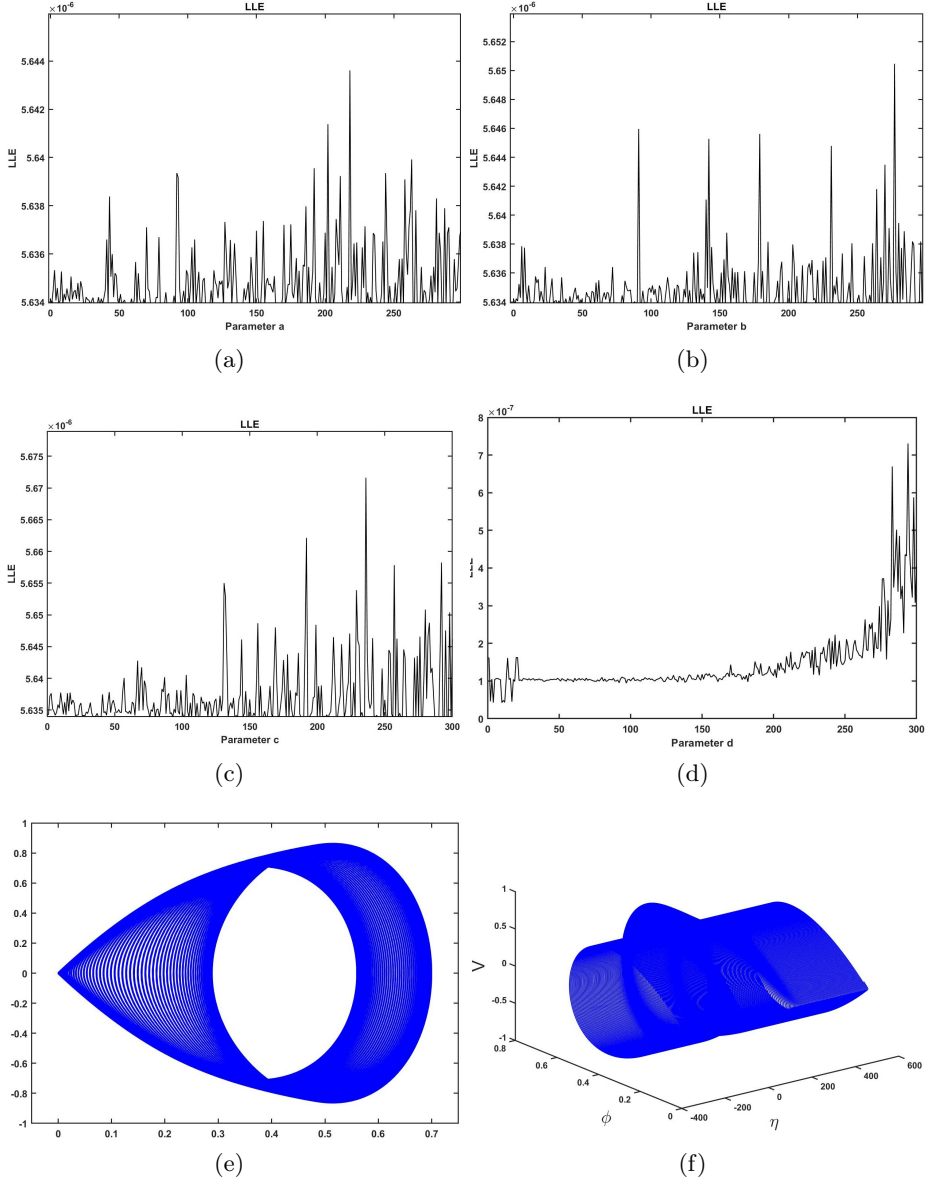 LLE
×10⁻⁶
5.644
5.642
5.64
5.638
5.636
5.634
LLE
0 50 100 150 200 250
Parameter a
(a)
LLE
×10⁻⁶
5.652
5.65
5.648
5.646
5.644
5.642
5.64
5.638
5.636
5.634
LLE
0 50 100 150 200 250
Parameter b
(b)
LLE
×10⁻⁶
5.675
5.67
5.665
5.66
5.655
5.65
5.645
5.64
5.635
LLE
0 50 100 150 200 250 300
Parameter c
(c)
LLE
×10⁻⁷
8
7
6
5
4
3
2
1
0
LLE
0 50 100 150 200 250 300
Parameter d
(d)
1
0.8
0.6
0.4
0.2
0
-0.2
-0.4
-0.6
-0.8
-1
0 0.1 0.2 0.3 0.4 0.5 0.6 0.7
(e)
1
0.5
0
-0.5
-1
V
0.8
0.6
0.4
0.2
0
ϕ
-400 -200 0 200 400 600
η
(f)